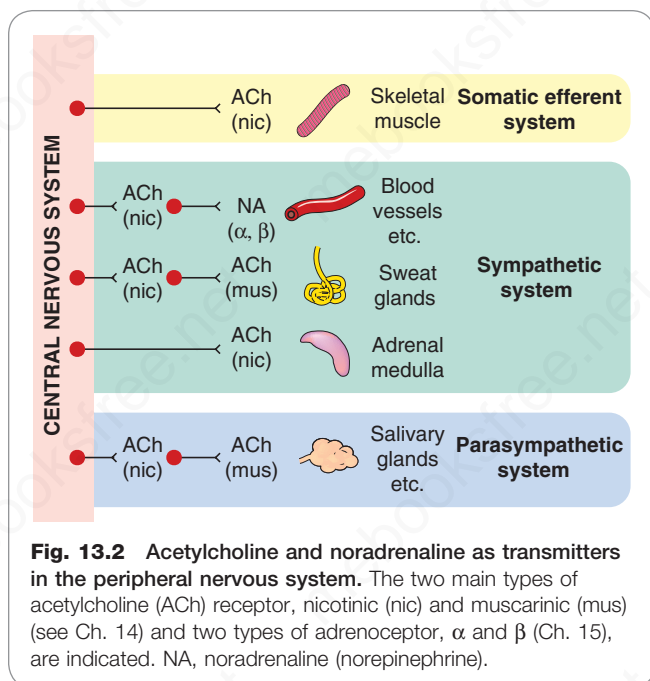 CENTRAL NERVOUS SYSTEM
ACh
(nic)
Skeletal
muscle
Somatic efferent
system
ACh
(nic)
NA
(α, β)
Blood
vessels
etc.
ACh
(nic)
ACh
(mus)
Sweat
glands
Sympathetic
system
ACh
(nic)
Adrenal
medulla
ACh
(nic)
ACh
(mus)
Salivary
glands
etc.
Parasympathetic
system
Fig. 13.2 Acetylcholine and noradrenaline as transmitters
in the peripheral nervous system. The two main types of
acetylcholine (ACh) receptor, nicotinic (nic) and muscarinic (mus)
(see Ch. 14) and two types of adrenoceptor, α and β (Ch. 15),
are indicated. NA, noradrenaline (norepinephrine).